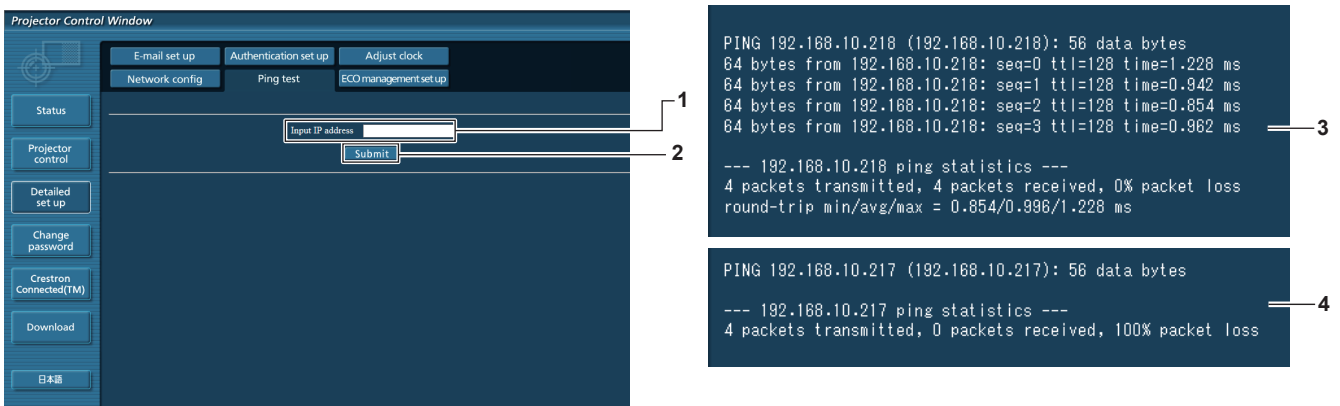 Projector Control Window
E-mail set up
Authentication set up
Adjust clock
Network config
Ping test
ECO management set up
Status
Projector
control
Detailed
set up
Change
password
Crestron
Connected(TM)
Download
日本語
Input IP address
Submit
1
2
PING 192.168.10.218 (192.168.10.218): 56 data bytes
64 bytes from 192.168.10.218: seq=0 ttl=128 time=1.228 ms
64 bytes from 192.168.10.218: seq=1 ttl=128 time=0.942 ms
64 bytes from 192.168.10.218: seq=2 ttl=128 time=0.854 ms
64 bytes from 192.168.10.218: seq=3 ttl=128 time=0.962 ms
--- 192.168.10.218 ping statistics ---
4 packets transmitted, 4 packets received, 0% packet loss
round-trip min/avg/max = 0.854/0.996/1.228 ms
3
PING 192.168.10.217 (192.168.10.217): 56 data bytes
--- 192.168.10.217 ping statistics ---
4 packets transmitted, 0 packets received, 100% packet loss
4